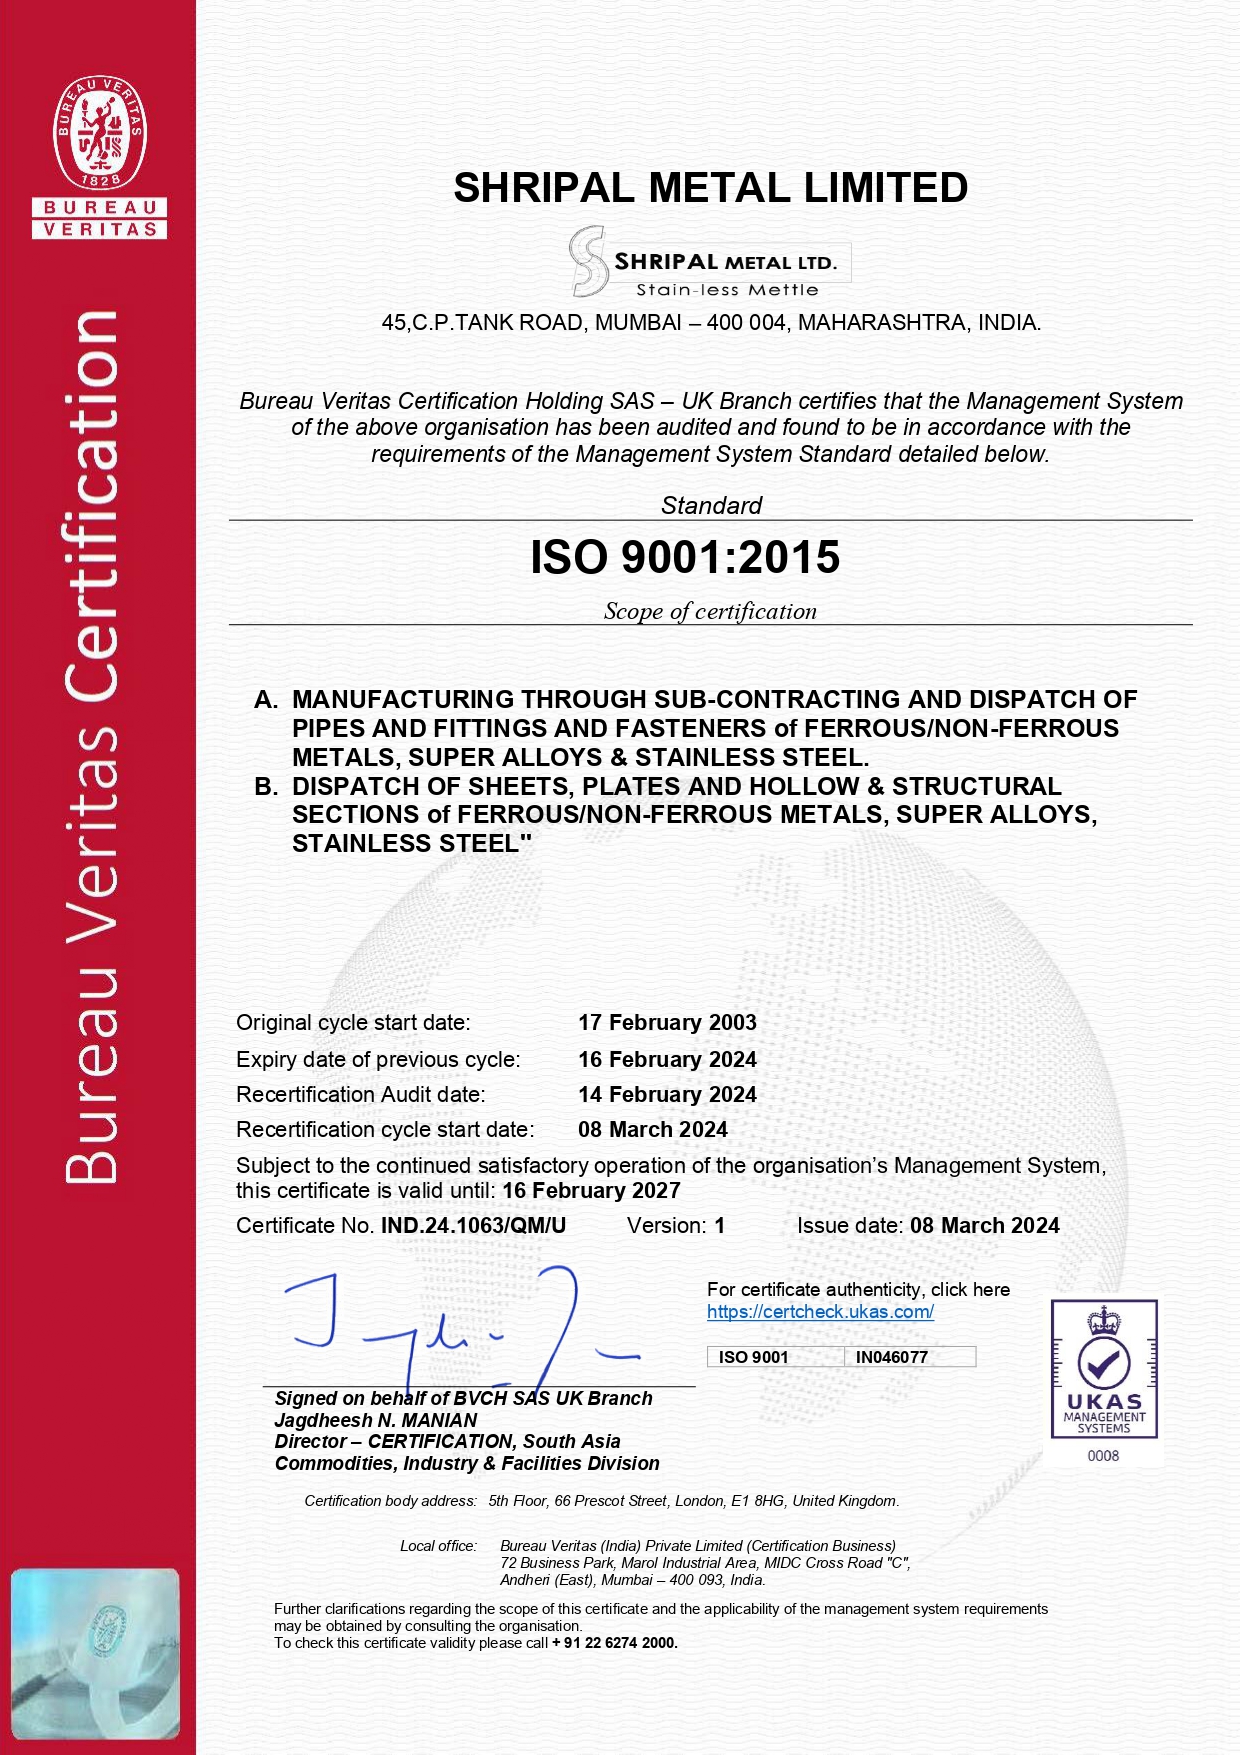 BUREAU VERITAS
1828
BUREAU
VERITAS
Bureau Veritas Certification
SHRIPAL METAL LIMITED
SHRIPAL METAL LTD.
Stain-less Mettle
45,C.P.TANK ROAD, MUMBAI – 400 004, MAHARASHTRA, INDIA.
Bureau Veritas Certification Holding SAS – UK Branch certifies that the Management System
of the above organisation has been audited and found to be in accordance with the
requirements of the Management System Standard detailed below.
Standard
ISO 9001:2015
Scope of certification
A. MANUFACTURING THROUGH SUB-CONTRACTING AND DISPATCH OF
PIPES AND FITTINGS AND FASTENERS of FERROUS/NON-FERROUS
METALS, SUPER ALLOYS & STAINLESS STEEL.
B. DISPATCH OF SHEETS, PLATES AND HOLLOW & STRUCTURAL
SECTIONS of FERROUS/NON-FERROUS METALS, SUPER ALLOYS,
STAINLESS STEEL"
Original cycle start date: 17 February 2003
Expiry date of previous cycle: 16 February 2024
Recertification Audit date: 14 February 2024
Recertification cycle start date: 08 March 2024
Subject to the continued satisfactory operation of the organisation’s Management System,
this certificate is valid until: 16 February 2027
Certificate No. IND.24.1063/QM/U Version: 1 Issue date: 08 March 2024
For certificate authenticity, click here
https://certcheck.ukas.com/
ISO 9001 IN046077
Signed on behalf of BVCH SAS UK Branch
Jagdheesh N. MANIAN
Director – CERTIFICATION, South Asia
Commodities, Industry & Facilities Division
UKAS
MANAGEMENT
SYSTEMS
0008
Certification body address: 5th Floor, 66 Prescot Street, London, E1 8HG, United Kingdom.
Local office: Bureau Veritas (India) Private Limited (Certification Business)
72 Business Park, Marol Industrial Area, MIDC Cross Road "C",
Andheri (East), Mumbai – 400 093, India.
Further clarifications regarding the scope of this certificate and the applicability of the management system requirements
may be obtained by consulting the organisation.
To check this certificate validity please call + 91 22 6274 2000.